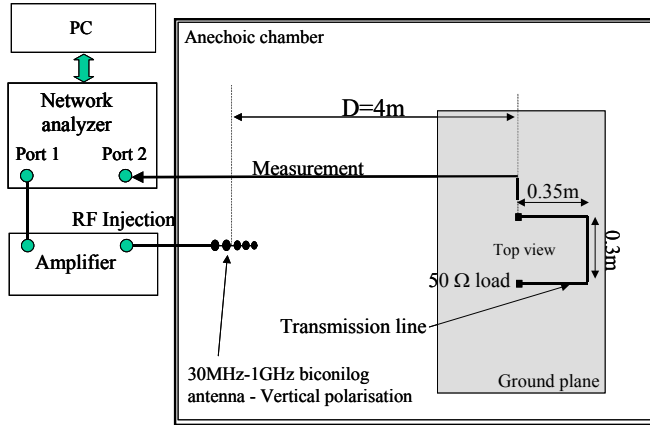 PC
Anechoic chamber
Network
analyzer
Port 1 Port 2
D=4m
Measurement
0.35m
RF Injection
Amplifier
Top view
0.3m
50 Ω load
Transmission line
30MHz-1GHz biconilog
antenna - Vertical polarisation
Ground plane